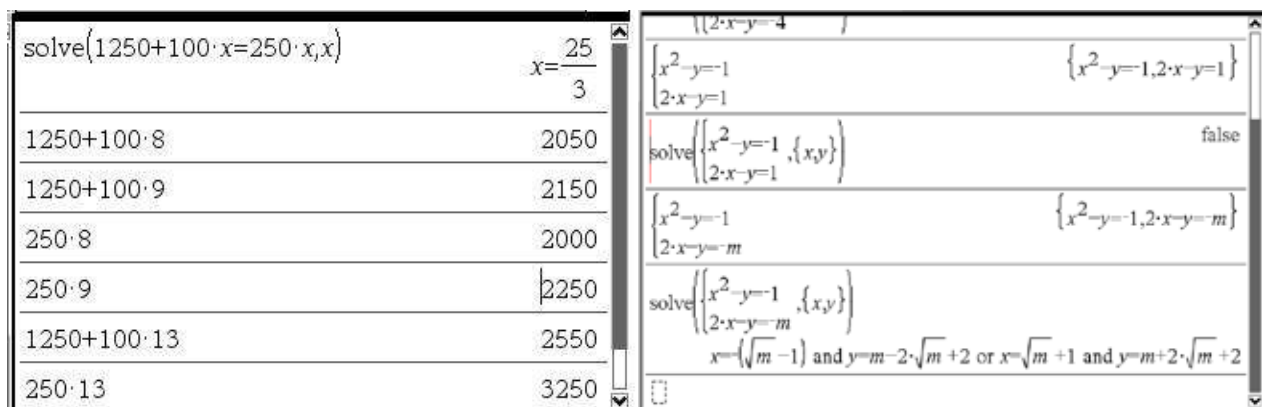 solve(1250+100·x=250·x,x)
x=25/3
1250+100·8 2050
1250+100·9 2150
250·8 2000
250·9 2250
1250+100·13 2550
250·13 3250
{2·x−y=−4
{x²−y=−1 {x²−y=−1,2·x−y=1}
2·x−y=1
solve({x²−y=−1 ,{x,y}) false
2·x−y=1
{x²−y=−1 {x²−y=−1,2·x−y=−m}
2·x−y=−m
solve({x²−y=−1 ,{x,y})
2·x−y=−m
x=−(√m −1) and y=m−2·√m +2 or x=√m +1 and y=m+2·√m +2